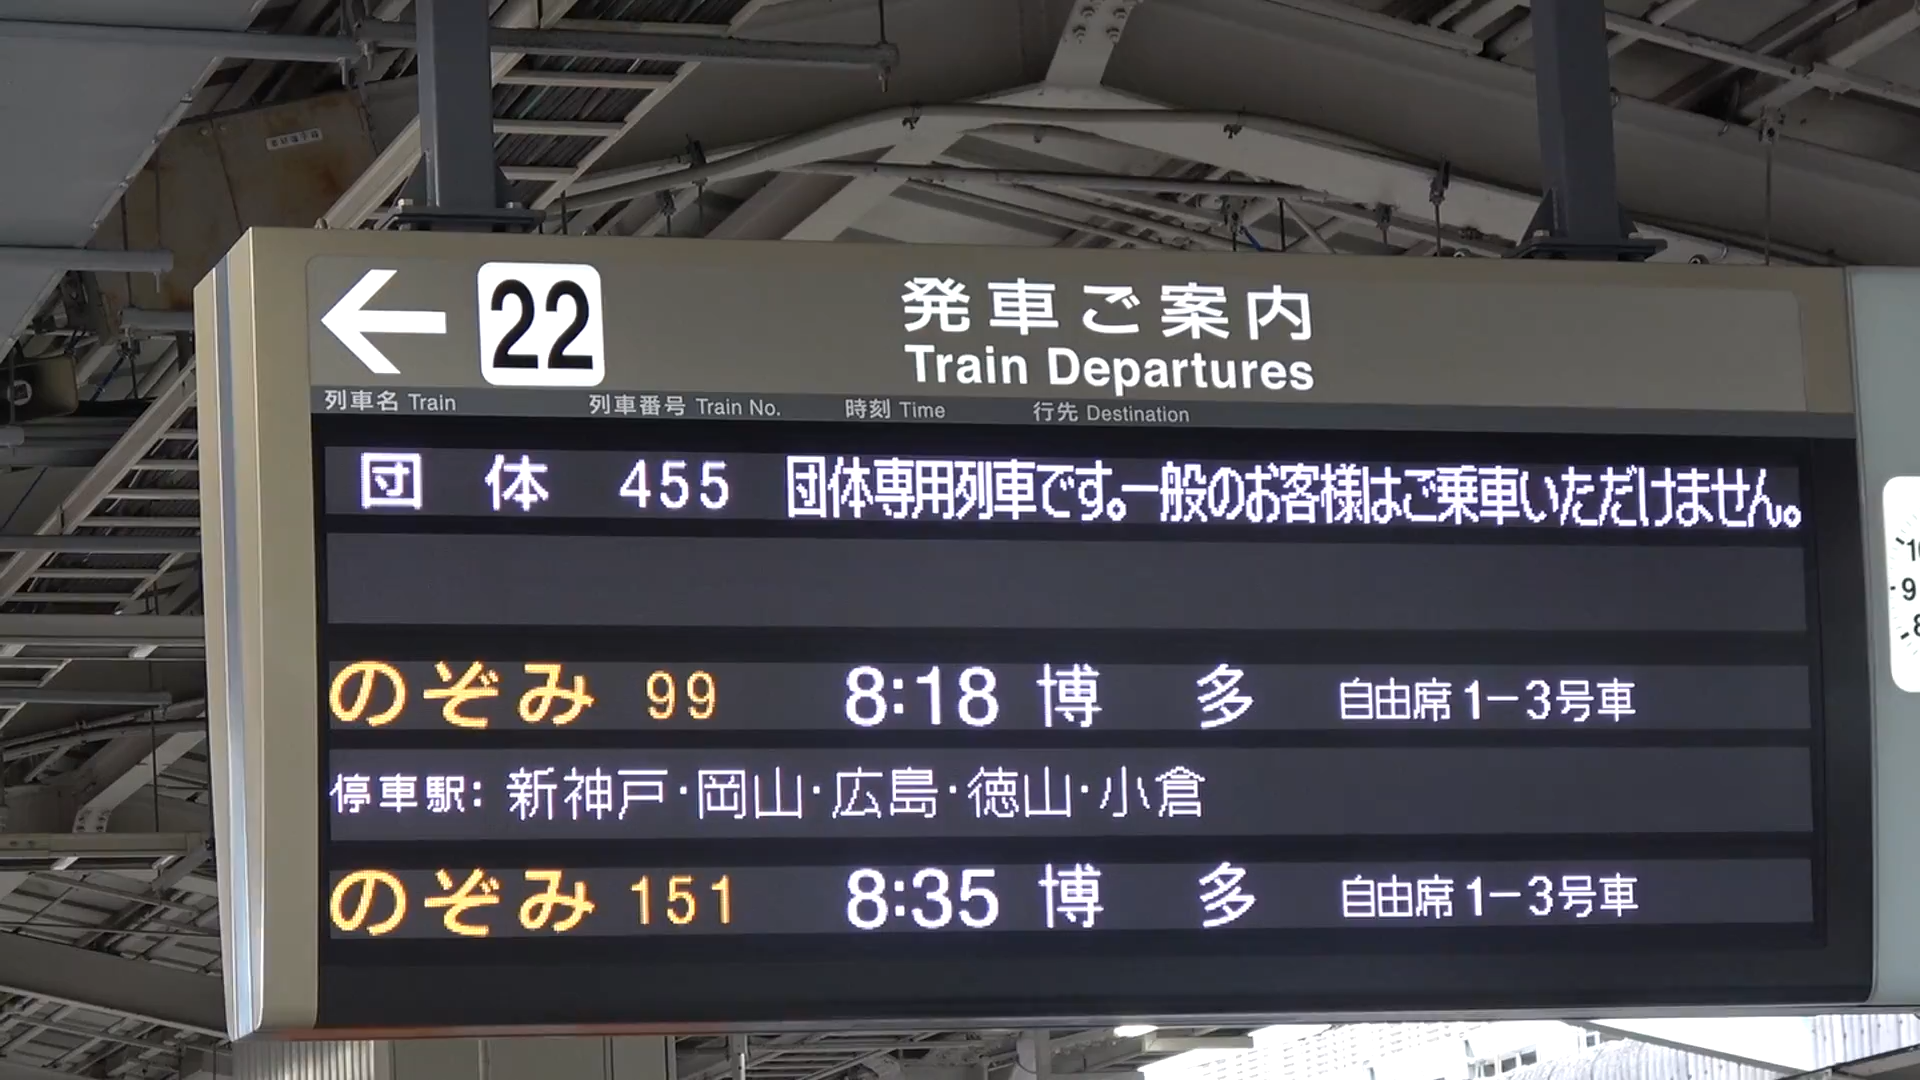 ← 22 発車ご案内
Train Departures
列車名 Train 列車番号 Train No. 時刻 Time 行先 Destination
団体 455 団体専用列車です。一般のお客様はご乗車いただけません。
のぞみ 99 8:18 博多 自由席1-3号車
停車駅: 新神戸・岡山・広島・徳山・小倉
のぞみ 151 8:35 博多 自由席1-3号車
10
9
8